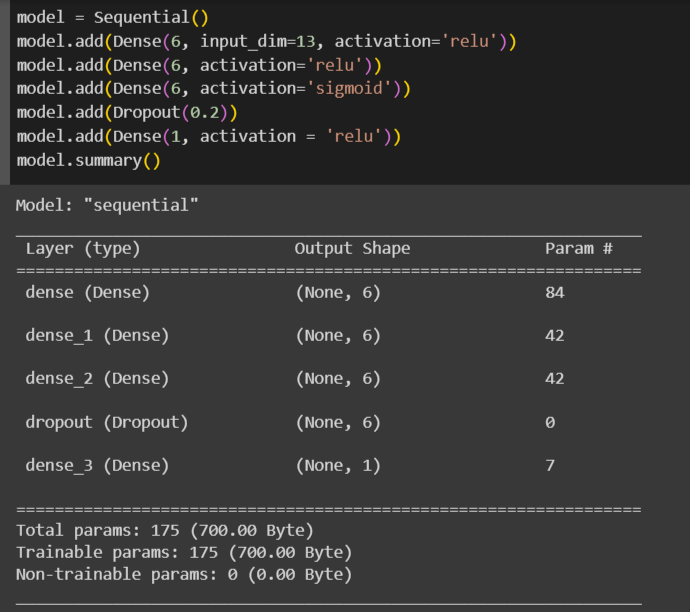 model = Sequential()
model.add(Dense(6, input_dim=13, activation='relu'))
model.add(Dense(6, activation='relu'))
model.add(Dense(6, activation='sigmoid'))
model.add(Dropout(0.2))
model.add(Dense(1, activation = 'relu'))
model.summary()
Model: "sequential"
_________________________________________________________________
Layer (type) Output Shape Param #
=================================================================
dense (Dense) (None, 6) 84
dense_1 (Dense) (None, 6) 42
dense_2 (Dense) (None, 6) 42
dropout (Dropout) (None, 6) 0
dense_3 (Dense) (None, 1) 7
=================================================================
Total params: 175 (700.00 Byte)
Trainable params: 175 (700.00 Byte)
Non-trainable params: 0 (0.00 Byte)
_________________________________________________________________